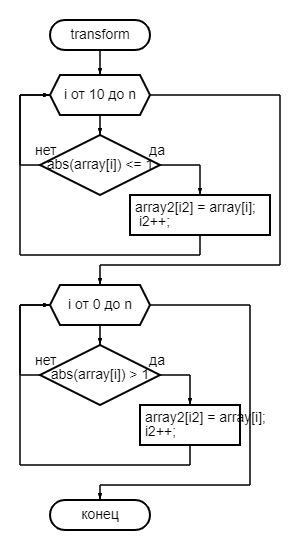 transform
i от 10 до n
нет
да
abs(array[i]) <= 1
array2[i2] = array[i];
i2++;
i от 0 до n
нет
да
abs(array[i]) > 1
array2[i2] = array[i];
i2++;
конец